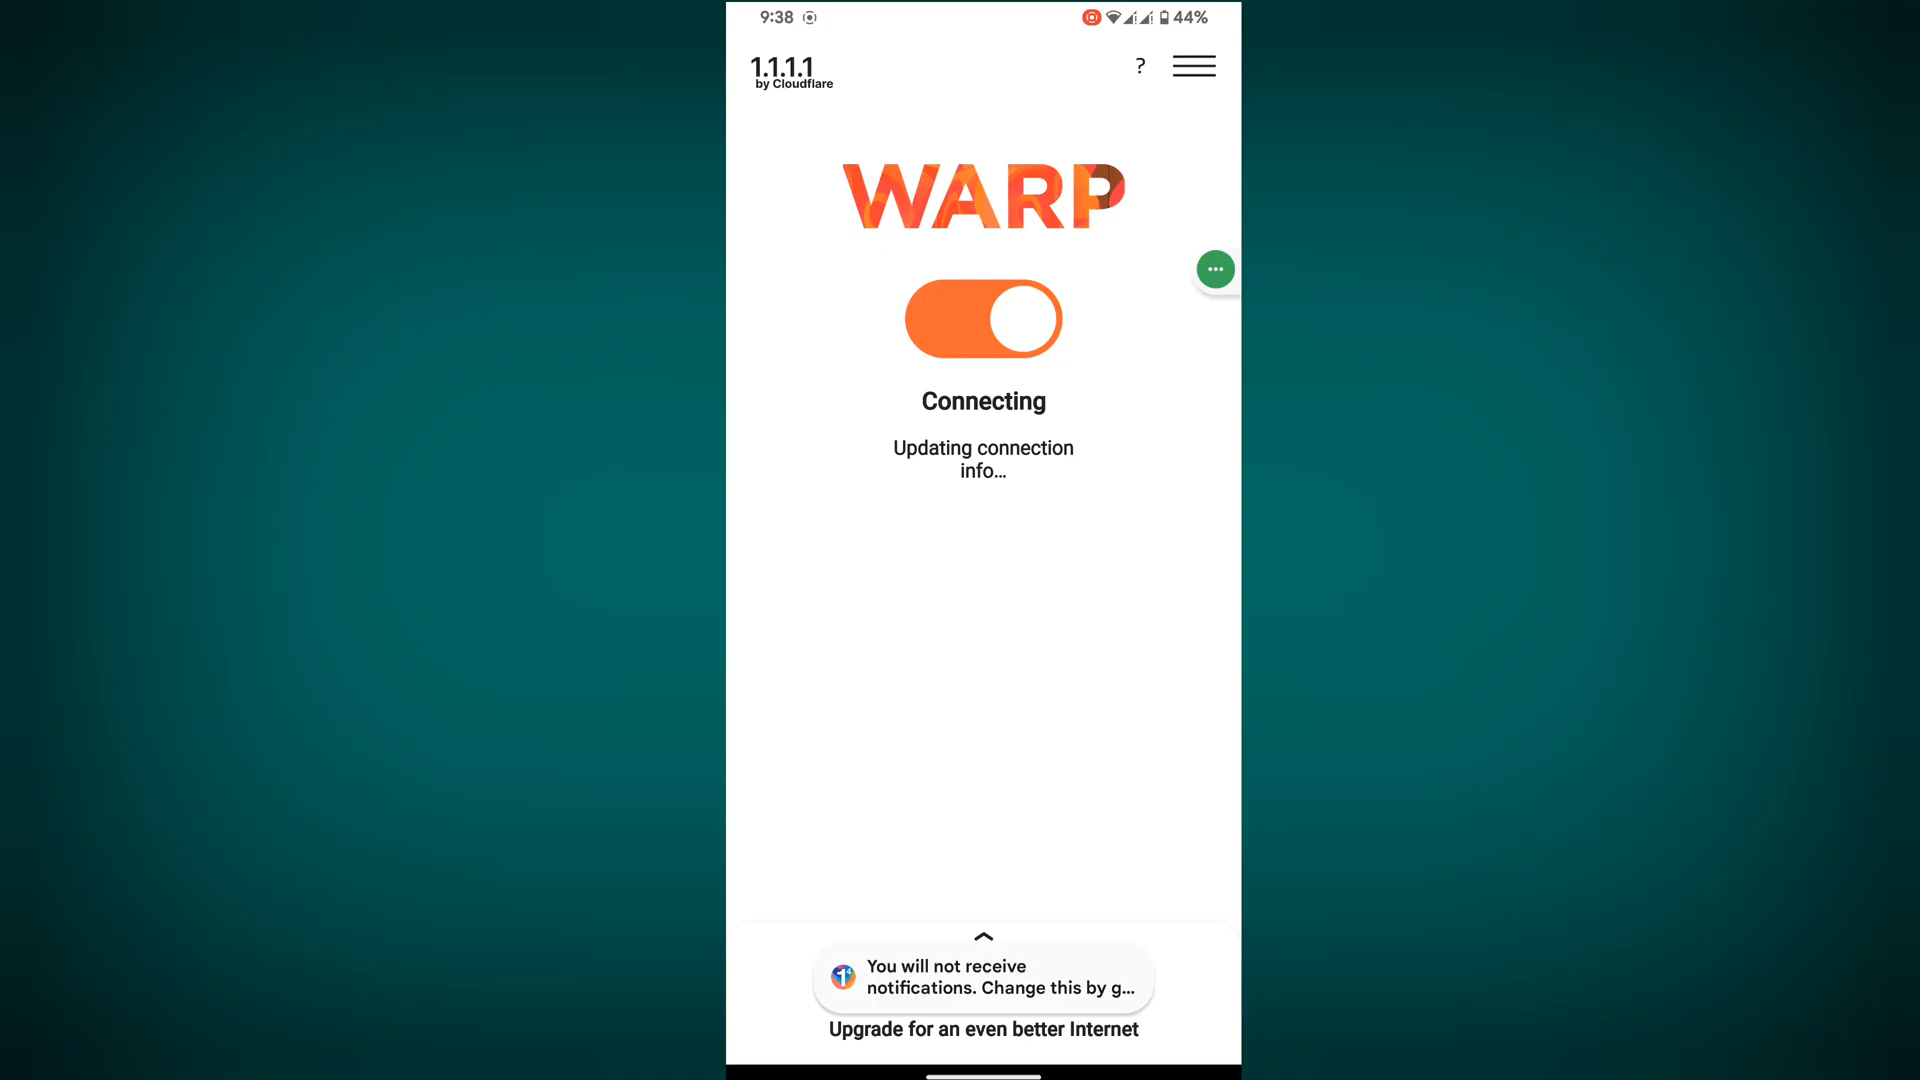 9:38
44%
1.1.1.1
by Cloudflare
?
WARP
Connecting
Updating connection
info...
You will not receive
notifications. Change this by g...
Upgrade for an even better Internet